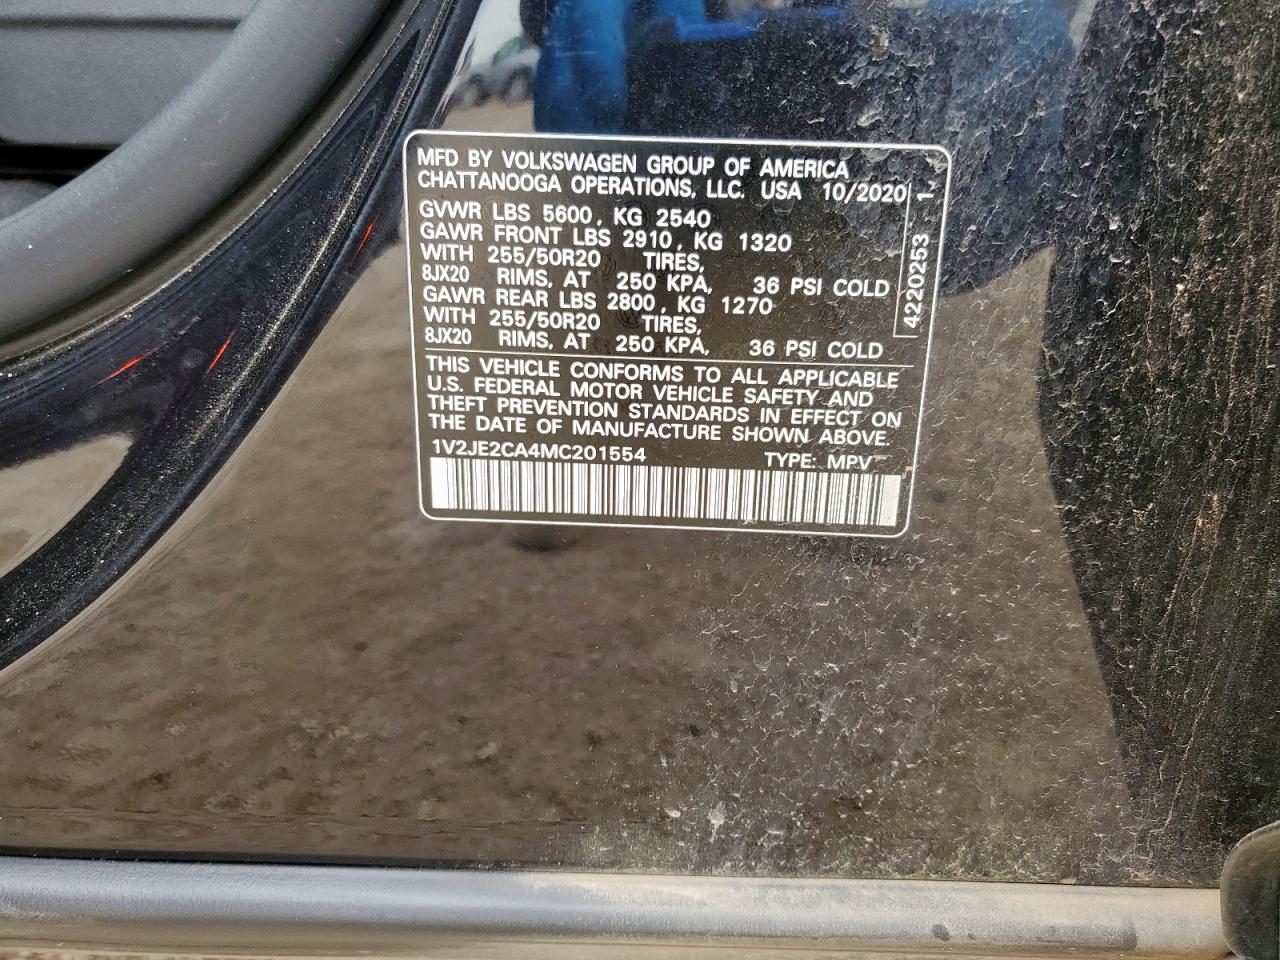 MFD BY VOLKSWAGEN GROUP OF AMERICA
CHATTANOOGA OPERATIONS, LLC. USA 10/2020
GVWR LBS 5600, KG 2540
GAWR FRONT LBS 2910, KG 1320
WITH 255/50R20 TIRES,
8JX20 RIMS, AT 250 KPA, 36 PSI COLD
GAWR REAR LBS 2800, KG 1270
WITH 255/50R20 TIRES,
8JX20 RIMS, AT 250 KPA, 36 PSI COLD
4220253 1
THIS VEHICLE CONFORMS TO ALL APPLICABLE
U.S. FEDERAL MOTOR VEHICLE SAFETY AND
THEFT PREVENTION STANDARDS IN EFFECT ON
THE DATE OF MANUFACTURE SHOWN ABOVE.
1V2JE2CA4MC201554 TYPE: MPV